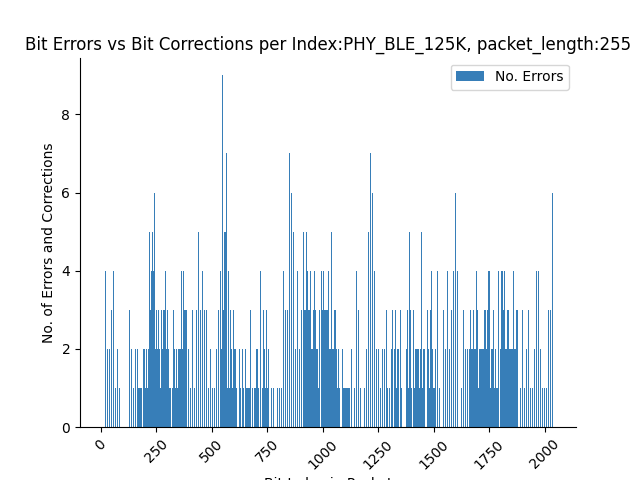 Bit Errors vs Bit Corrections per Index:PHY_BLE_125K, packet_length:255
No. Errors
No. of Errors and Corrections
8
6
4
2
0
0 250 500 750 1000 1250 1500 1750 2000